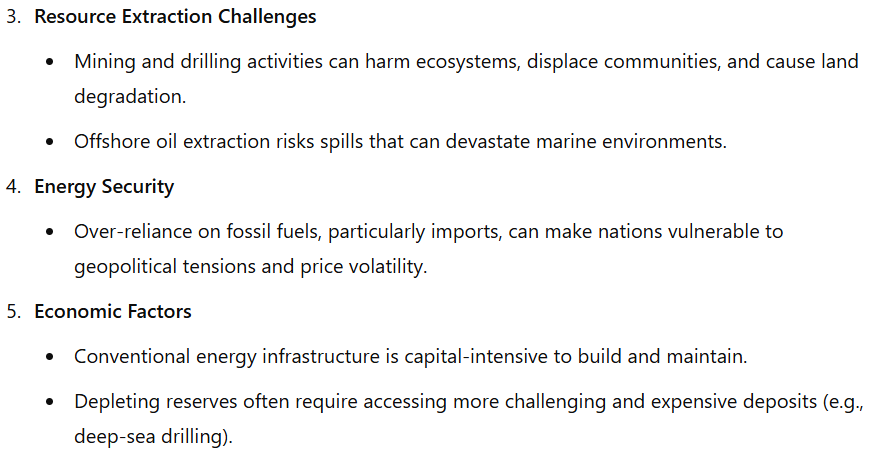 3. Resource Extraction Challenges
• Mining and drilling activities can harm ecosystems, displace communities, and cause land
degradation.
• Offshore oil extraction risks spills that can devastate marine environments.
4. Energy Security
• Over-reliance on fossil fuels, particularly imports, can make nations vulnerable to
geopolitical tensions and price volatility.
5. Economic Factors
• Conventional energy infrastructure is capital-intensive to build and maintain.
• Depleting reserves often require accessing more challenging and expensive deposits (e.g.,
deep-sea drilling).